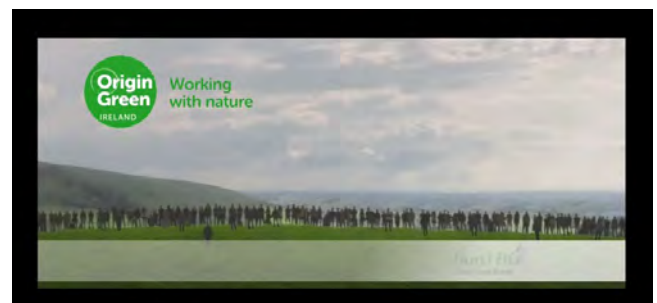 Origin
Green
IRELAND
Working
with nature